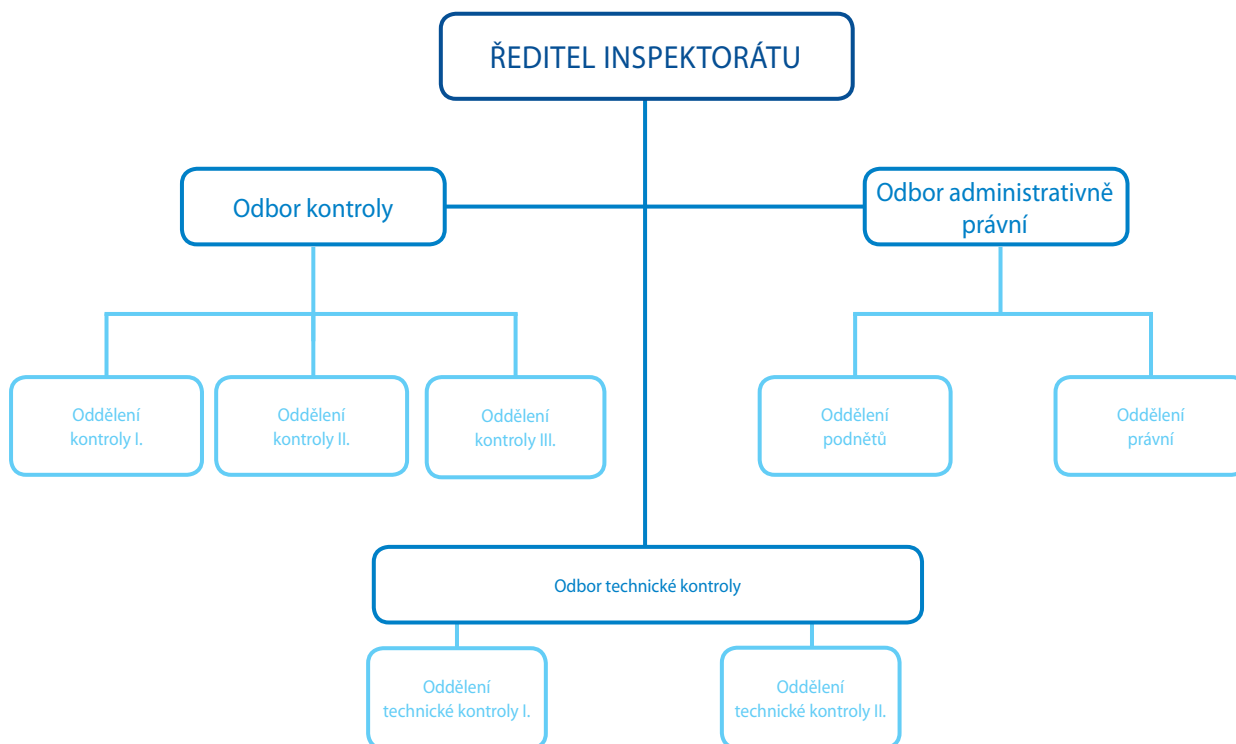 ŘEDITEL INSPEKTORÁTU
Odbor kontroly
Odbor administrativně
právní
Oddělení
kontroly I.
Oddělení
kontroly II.
Oddělení
kontroly III.
Oddělení
podnětů
Oddělení
právní
Odbor technické kontroly
Oddělení
technické kontroly I.
Oddělení
technické kontroly II.